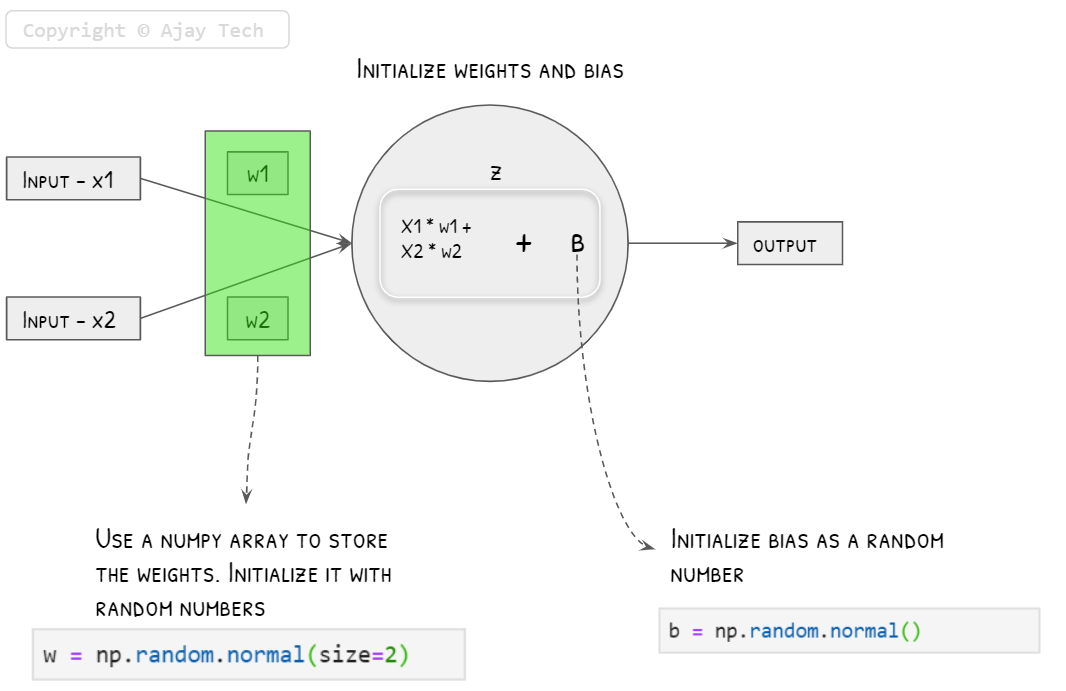 Copyright © Ajay Tech
Initialize weights and bias
Input - x1
w1
z
X1 * w1 +
X2 * w2
+
B
output
Input - x2
w2
Use a numpy array to store
the weights. Initialize it with
random numbers
w = np.random.normal(size=2)
Initialize bias as a random
number
b = np.random.normal()